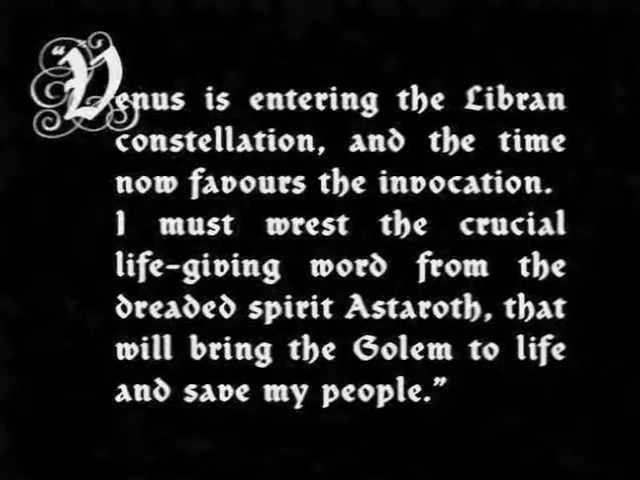 "Venus is entering the Libran
constellation, and the time
now favours the invocation.
I must wrest the crucial
life-giving word from the
dreaded spirit Astaroth, that
will bring the Golem to life
and save my people."